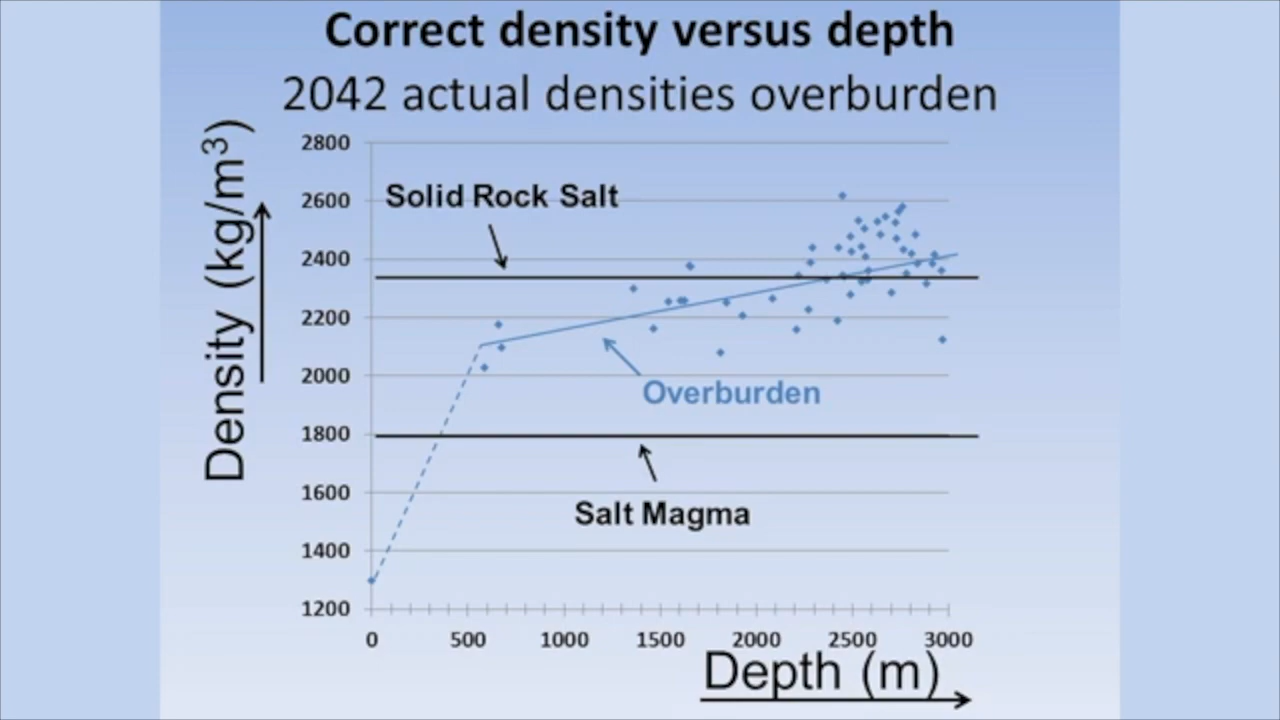 Correct density versus depth
2042 actual densities overburden
Density (kg/m³)
2800
2600
2400
2200
2000
1800
1600
1400
1200
Solid Rock Salt
Overburden
Salt Magma
0 500 1000 1500 2000 2500 3000
Depth (m)